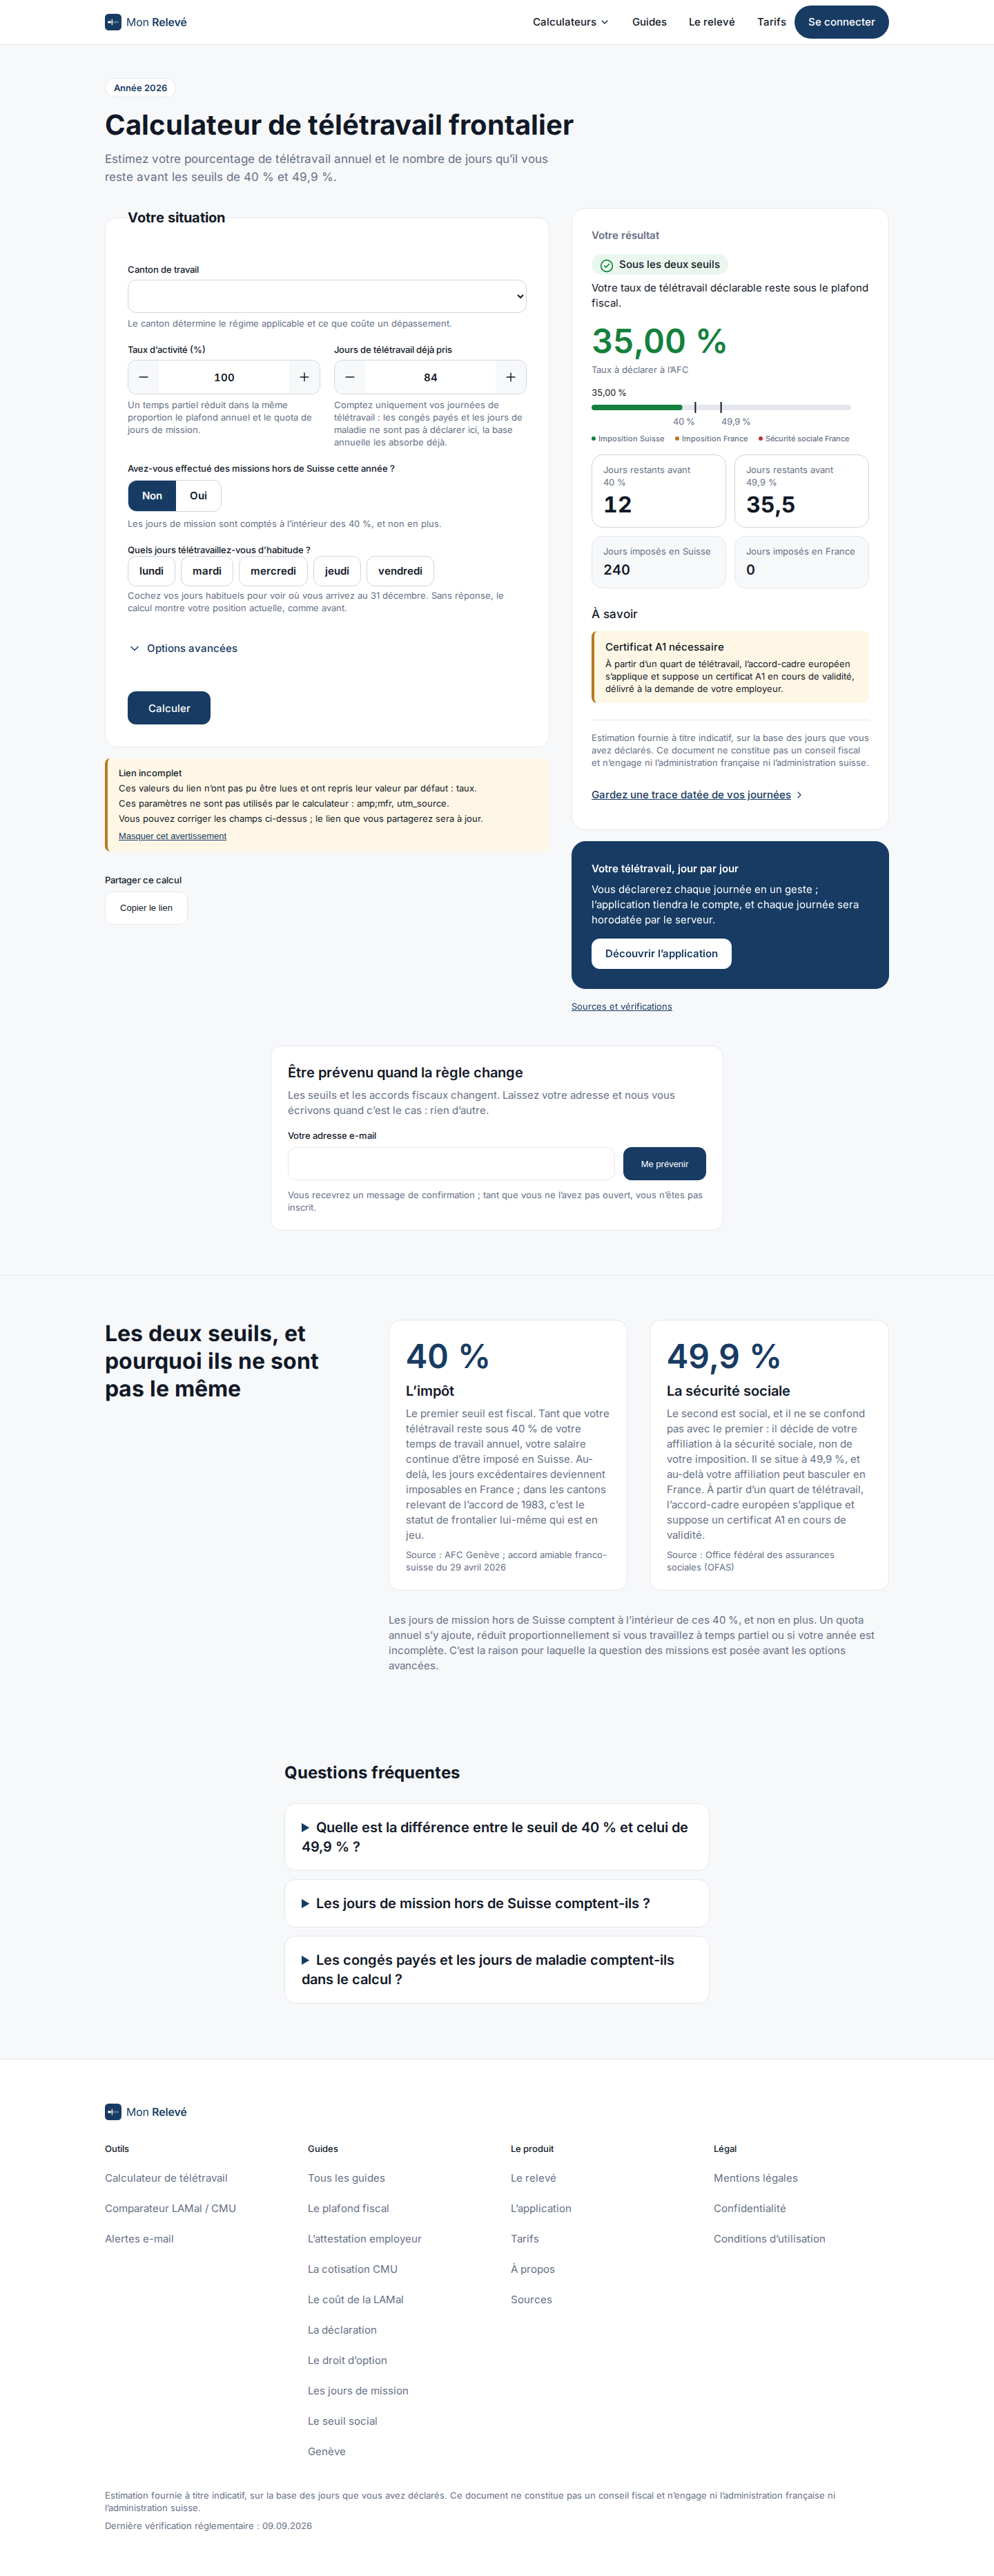 Mon Relevé
Calculateurs
Guides
Le relevé
Tarifs
Se connecter
Année 2026
Calculateur de télétravail frontalier
Estimez votre pourcentage de télétravail annuel et le nombre de jours qu’il vous
reste avant les seuils de 40 % et 49,9 %.
Votre situation
Canton de travail
Le canton détermine le régime applicable et ce que coûte un dépassement.
Taux d’activité (%)
100
Un temps partiel réduit dans la même
proportion le plafond annuel et le quota de
jours de mission.
Jours de télétravail déjà pris
84
Comptez uniquement vos journées de
télétravail : les congés payés et les jours de
maladie ne sont pas à déclarer ici, la base
annuelle les absorbe déjà.
Avez-vous effectué des missions hors de Suisse cette année ?
Non
Oui
Les jours de mission sont comptés à l’intérieur des 40 %, et non en plus.
Quels jours télétravaillez-vous d’habitude ?
lundi
mardi
mercredi
jeudi
vendredi
Cochez vos jours habituels pour voir où vous arrivez au 31 décembre. Sans réponse, le
calcul montre votre position actuelle, comme avant.
Options avancées
Calculer
Lien incomplet
Ces valeurs du lien n’ont pas pu être lues et ont repris leur valeur par défaut : taux.
Ces paramètres ne sont pas utilisés par le calculateur : amp;mfr, utm_source.
Vous pouvez corriger les champs ci-dessus ; le lien que vous partagerez sera à jour.
Masquer cet avertissement
Partager ce calcul
Copier le lien
Votre résultat
Sous les deux seuils
Votre taux de télétravail déclarable reste sous le plafond
fiscal.
35,00 %
Taux à déclarer à l’AFC
35,00 %
40 %
49,9 %
Imposition Suisse
Imposition France
Sécurité sociale France
Jours restants avant
40 %
12
Jours restants avant
49,9 %
35,5
Jours imposés en Suisse
240
Jours imposés en France
0
À savoir
Certificat A1 nécessaire
À partir d’un quart de télétravail, l’accord-cadre européen
s’applique et suppose un certificat A1 en cours de validité,
délivré à la demande de votre employeur.
Estimation fournie à titre indicatif, sur la base des jours que vous
avez déclarés. Ce document ne constitue pas un conseil fiscal
et n’engage ni l’administration française ni l’administration suisse.
Gardez une trace datée de vos journées
Votre télétravail, jour par jour
Vous déclarerez chaque journée en un geste ;
l’application tiendra le compte, et chaque journée sera
horodatée par le serveur.
Découvrir l’application
Sources et vérifications
Être prévenu quand la règle change
Les seuils et les accords fiscaux changent. Laissez votre adresse et nous vous
écrivons quand c’est le cas : rien d’autre.
Votre adresse e-mail
Me prévenir
Vous recevrez un message de confirmation ; tant que vous ne l’avez pas ouvert, vous n’êtes pas
inscrit.
Les deux seuils, et
pourquoi ils ne sont
pas le même
40 %
L’impôt
Le premier seuil est fiscal. Tant que votre
télétravail reste sous 40 % de votre
temps de travail annuel, votre salaire
continue d’être imposé en Suisse. Au-
delà, les jours excédentaires deviennent
imposables en France ; dans les cantons
relevant de l’accord de 1983, c’est le
statut de frontalier lui-même qui est en
jeu.
Source : AFC Genève ; accord amiable franco-
suisse du 29 avril 2026
49,9 %
La sécurité sociale
Le second est social, et il ne se confond
pas avec le premier : il décide de votre
affiliation à la sécurité sociale, non de
votre imposition. Il se situe à 49,9 %, et
au-delà votre affiliation peut basculer en
France. À partir d’un quart de télétravail,
l’accord-cadre européen s’applique et
suppose un certificat A1 en cours de
validité.
Source : Office fédéral des assurances
sociales (OFAS)
Les jours de mission hors de Suisse comptent à l’intérieur de ces 40 %, et non en plus. Un quota
annuel s’y ajoute, réduit proportionnellement si vous travaillez à temps partiel ou si votre année est
incomplète. C’est la raison pour laquelle la question des missions est posée avant les options
avancées.
Questions fréquentes
Quelle est la différence entre le seuil de 40 % et celui de
49,9 % ?
Les jours de mission hors de Suisse comptent-ils ?
Les congés payés et les jours de maladie comptent-ils
dans le calcul ?
Mon Relevé
Outils
Calculateur de télétravail
Comparateur LAMal / CMU
Alertes e-mail
Guides
Tous les guides
Le plafond fiscal
L’attestation employeur
La cotisation CMU
Le coût de la LAMal
La déclaration
Le droit d’option
Les jours de mission
Le seuil social
Genève
Le produit
Le relevé
L’application
Tarifs
À propos
Sources
Légal
Mentions légales
Confidentialité
Conditions d’utilisation
Estimation fournie à titre indicatif, sur la base des jours que vous avez déclarés. Ce document ne constitue pas un conseil fiscal et n’engage ni l’administration française ni
l’administration suisse.
Dernière vérification réglementaire : 09.09.2026